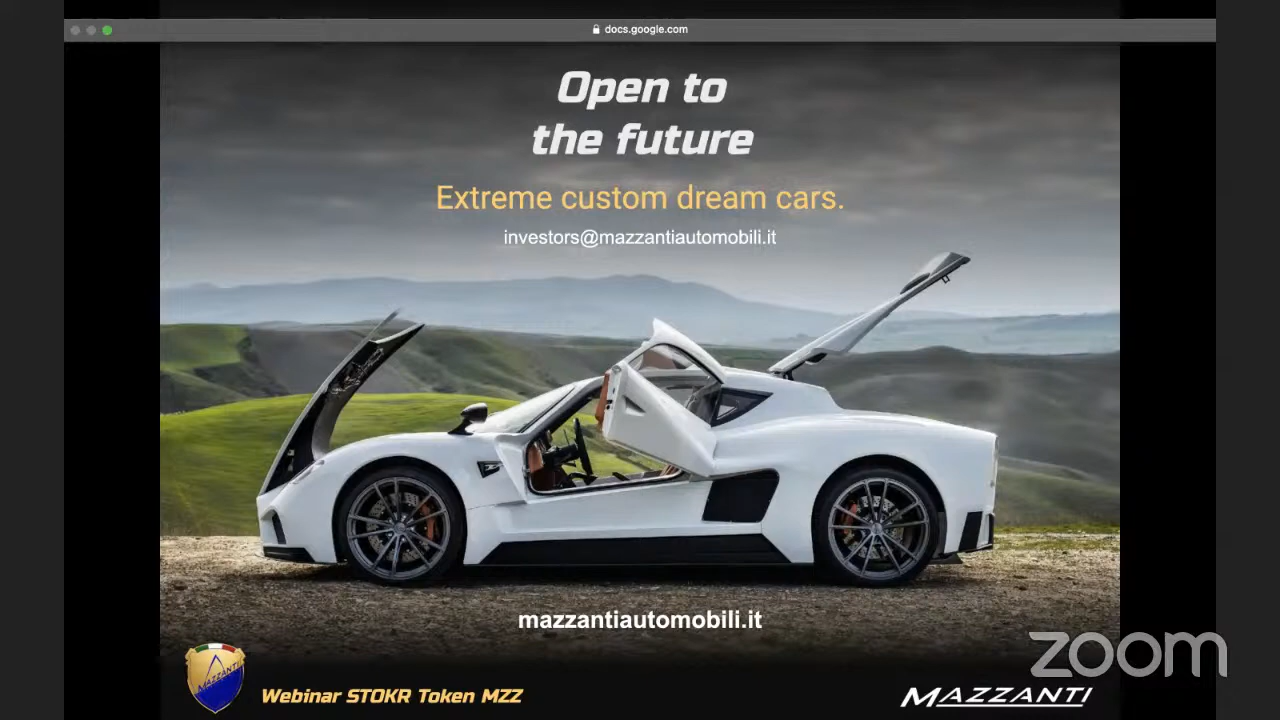 docs.google.com
Open to
the future
Extreme custom dream cars.
investors@mazzantiautomobili.it
mazzantiautomobili.it
zoom
MAZZANTI
Webinar STOKR Token MZZ
MAZZANTI